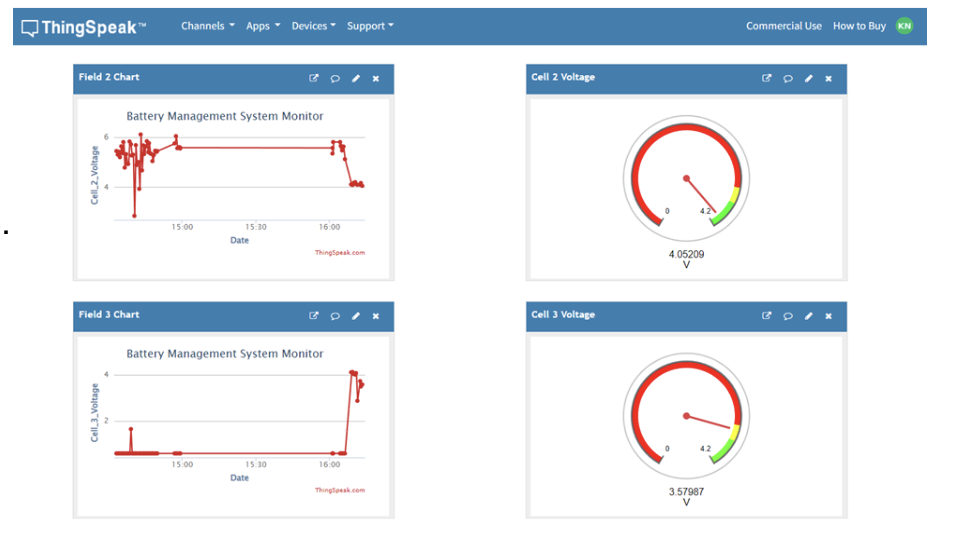 ThingSpeak™ Channels Apps Devices Support Commercial Use How to Buy KN
Field 2 Chart
Battery Management System Monitor
6
4
Cell_2_Voltage
15:00 15:30 16:00
Date
ThingSpeak.com
Cell 2 Voltage
0 4.2
4.05209
V
.
Field 3 Chart
Battery Management System Monitor
4
2
Cell_3_Voltage
15:00 15:30 16:00
Date
ThingSpeak.com
Cell 3 Voltage
0 4.2
3.57987
V